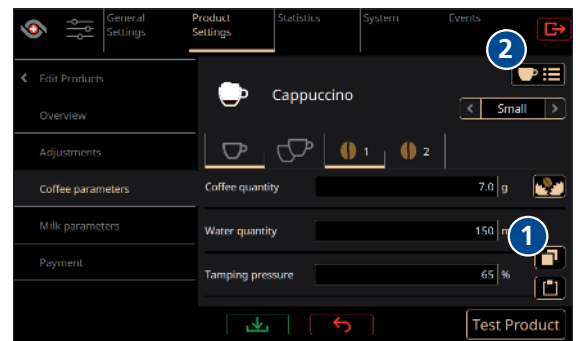 General
Settings
Product
Settings
Statistics
System
Events
2
Edit Products
Overview
Adjustments
Coffee parameters
Milk parameters
Payment
Cappuccino
Small
1
2
Coffee quantity
7.0 g
Water quantity
150
1
Tamping pressure
65 %
Test Product